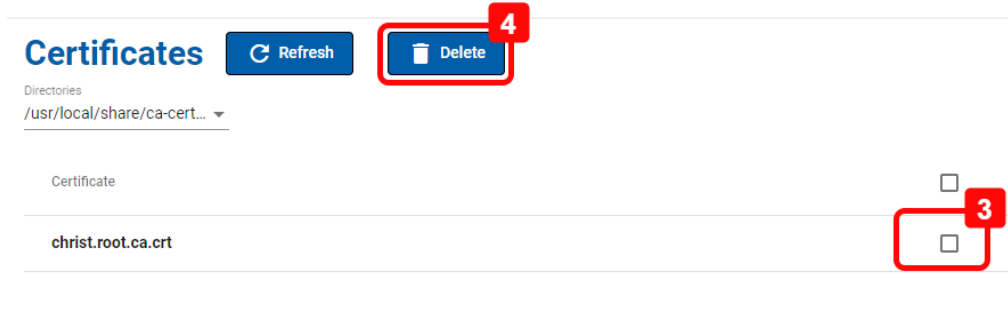 4
Certificates Refresh Delete
Directories
/usr/local/share/ca-cert...
Certificate
3
christ.root.ca.crt